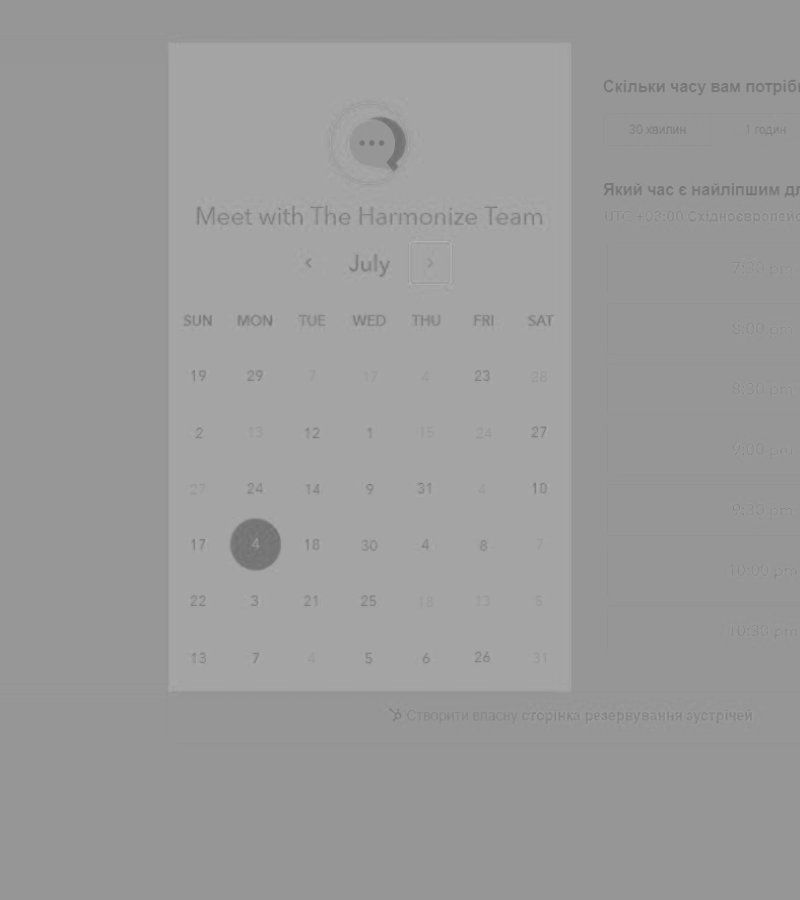 Скільки часу вам потріб
30 хвилин
1 годин
Meet with The Harmonize Team
Який час є найліпшим дл
UTC +03:00 Східноєвропейс
July
7:30 pm
SUN MON TUE WED THU FRI SAT
8:00 pm
19 29 7 17 4 23 28
8:30 pm
2 13 12 1 15 24 27
9:00 pm
27 24 14 9 31 4 10
9:30 pm
17 4 18 30 4 8 7
10:00 pm
22 3 21 25 18 13 5
10:30 pm
13 7 4 5 6 26 31
Створити власну сторінка резервування зустрічей